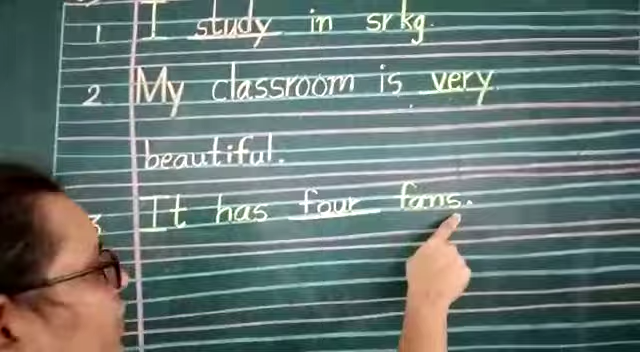 1 I study in srkg.
2 My classroom is very
beautiful.
3 It has four fans.